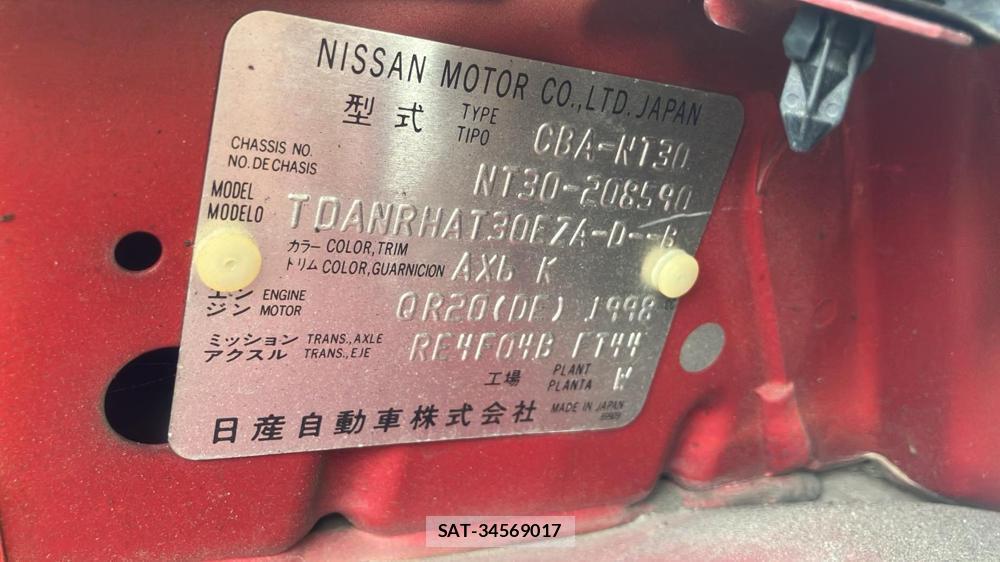 NISSAN MOTOR CO.,LTD. JAPAN
型式 TYPE TIPO CBA-NT30
CHASSIS NO.
NO. DE CHASIS NT30-208590
MODEL
MODELO TDANRHAT30EZA-D--B
カラー COLOR,TRIM
トリム COLOR,GUARNICION AX6 K
エンジン ENGINE MOTOR QR20(DE) 1998
ミッション TRANS.,AXLE
アクスル TRANS.,EJE RE4F04B FT44
工場 PLANT PLANTA W
日産自動車株式会社 MADE IN JAPAN
SAT-34569017